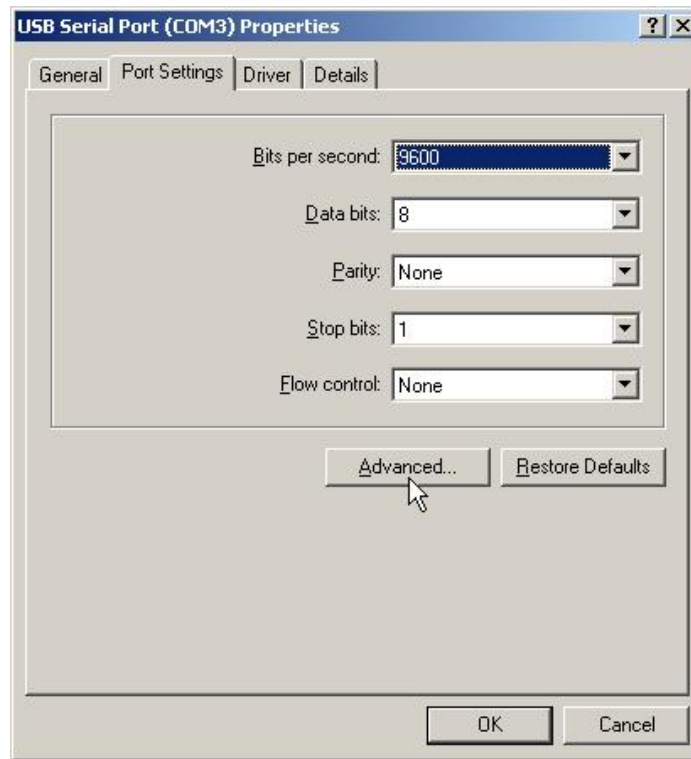 USB Serial Port (COM3) Properties
General Port Settings Driver Details
Bits per second: 9600
Data bits: 8
Parity: None
Stop bits: 1
Flow control: None
Advanced... Restore Defaults
OK Cancel